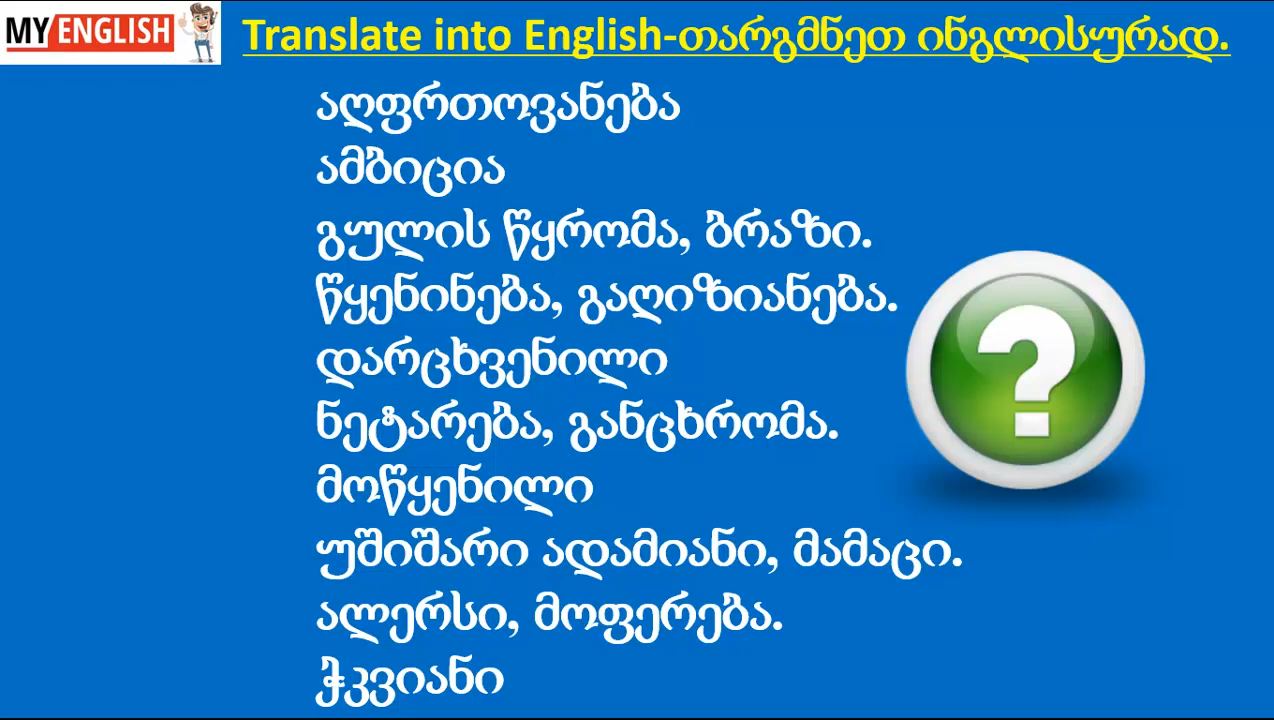 MY ENGLISH
Translate into English-თარგმნეთ ინგლისურად.
აღფრთოვანება
ამბიცია
გულის წყრომა, ბრაზი.
წყენინება, გაღიზიანება.
დარცხვენილი
ნეტარება, განცხრომა.
მოწყენილი
უშიშარი ადამიანი, მამაცი.
ალერსი, მოფერება.
ჭკვიანი